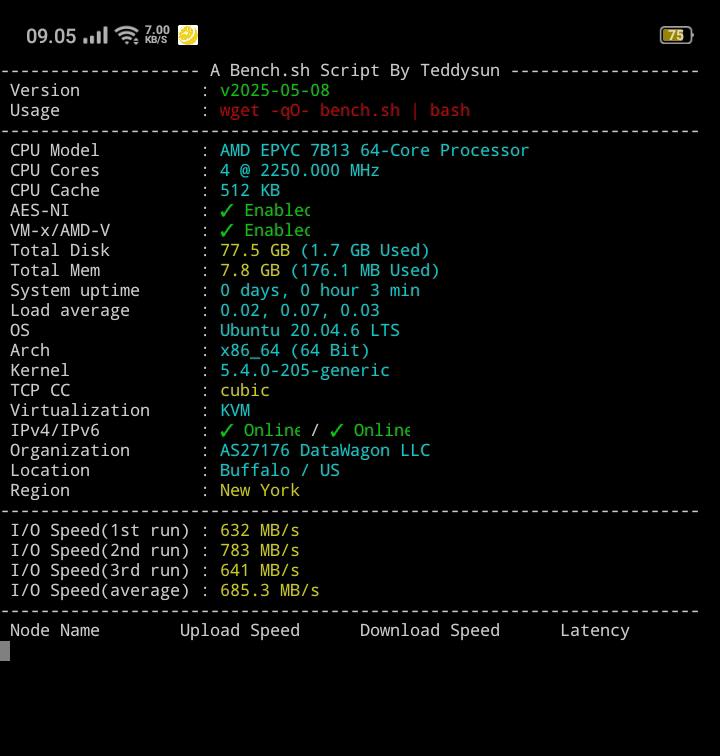 09.05 7.00 KB/S 75
-------------------- A Bench.sh Script By Teddysun -------------------
Version : v2025-05-08
Usage : wget -qO- bench.sh | bash
----------------------------------------------------------------------
CPU Model : AMD EPYC 7B13 64-Core Processor
CPU Cores : 4 @ 2250.000 MHz
CPU Cache : 512 KB
AES-NI : ✓ Enabled
VM-x/AMD-V : ✓ Enabled
Total Disk : 77.5 GB (1.7 GB Used)
Total Mem : 7.8 GB (176.1 MB Used)
System uptime : 0 days, 0 hour 3 min
Load average : 0.02, 0.07, 0.03
OS : Ubuntu 20.04.6 LTS
Arch : x86_64 (64 Bit)
Kernel : 5.4.0-205-generic
TCP CC : cubic
Virtualization : KVM
IPv4/IPv6 : ✓ Online / ✓ Online
Organization : AS27176 DataWagon LLC
Location : Buffalo / US
Region : New York
----------------------------------------------------------------------
I/O Speed(1st run) : 632 MB/s
I/O Speed(2nd run) : 783 MB/s
I/O Speed(3rd run) : 641 MB/s
I/O Speed(average) : 685.3 MB/s
----------------------------------------------------------------------
Node Name Upload Speed Download Speed Latency